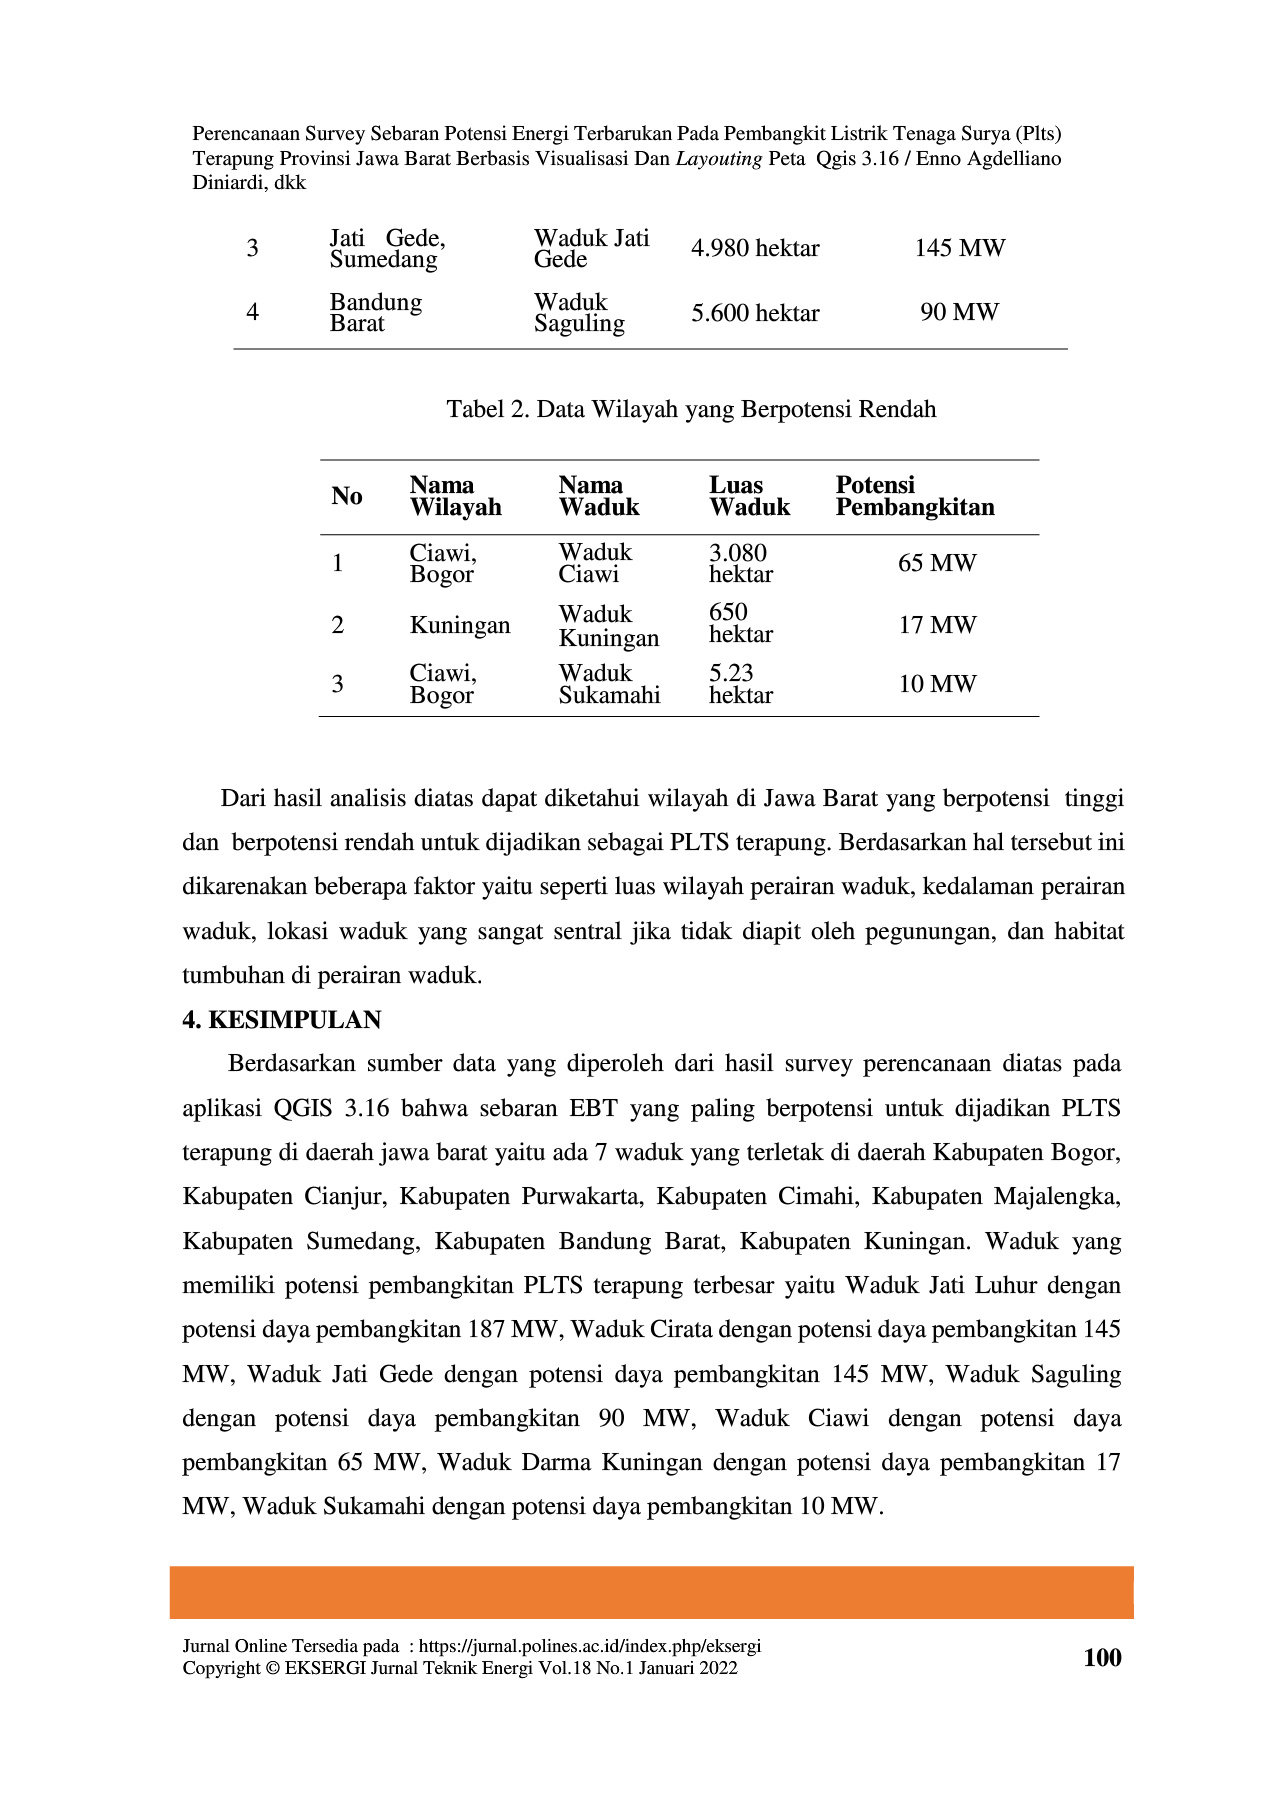 Perencanaan Survey Sebaran Potensi Energi Terbarukan Pada Pembangkit Listrik Tenaga Surya (Plts)
Terapung Provinsi Jawa Barat Berbasis Visualisasi Dan Layouting Peta Qgis 3.16 / Enno Agdelliano
Diniardi, dkk
3 Jati Gede, Sumedang Waduk Jati Gede 4.980 hektar 145 MW
4 Bandung Barat Waduk Saguling 5.600 hektar 90 MW
Tabel 2. Data Wilayah yang Berpotensi Rendah
No Nama Wilayah Nama Waduk Luas Waduk Potensi Pembangkitan
1 Ciawi, Bogor Waduk Ciawi 3.080 hektar 65 MW
2 Kuningan Waduk Kuningan 650 hektar 17 MW
3 Ciawi, Bogor Waduk Sukamahi 5.23 hektar 10 MW
Dari hasil analisis diatas dapat diketahui wilayah di Jawa Barat yang berpotensi tinggi
dan berpotensi rendah untuk dijadikan sebagai PLTS terapung. Berdasarkan hal tersebut ini
dikarenakan beberapa faktor yaitu seperti luas wilayah perairan waduk, kedalaman perairan
waduk, lokasi waduk yang sangat sentral jika tidak diapit oleh pegunungan, dan habitat
tumbuhan di perairan waduk.
4. KESIMPULAN
Berdasarkan sumber data yang diperoleh dari hasil survey perencanaan diatas pada
aplikasi QGIS 3.16 bahwa sebaran EBT yang paling berpotensi untuk dijadikan PLTS
terapung di daerah jawa barat yaitu ada 7 waduk yang terletak di daerah Kabupaten Bogor,
Kabupaten Cianjur, Kabupaten Purwakarta, Kabupaten Cimahi, Kabupaten Majalengka,
Kabupaten Sumedang, Kabupaten Bandung Barat, Kabupaten Kuningan. Waduk yang
memiliki potensi pembangkitan PLTS terapung terbesar yaitu Waduk Jati Luhur dengan
potensi daya pembangkitan 187 MW, Waduk Cirata dengan potensi daya pembangkitan 145
MW, Waduk Jati Gede dengan potensi daya pembangkitan 145 MW, Waduk Saguling
dengan potensi daya pembangkitan 90 MW, Waduk Ciawi dengan potensi daya
pembangkitan 65 MW, Waduk Darma Kuningan dengan potensi daya pembangkitan 17
MW, Waduk Sukamahi dengan potensi daya pembangkitan 10 MW.
Jurnal Online Tersedia pada : https://jurnal.polines.ac.id/index.php/eksergi
Copyright © EKSERGI Jurnal Teknik Energi Vol.18 No.1 Januari 2022
100